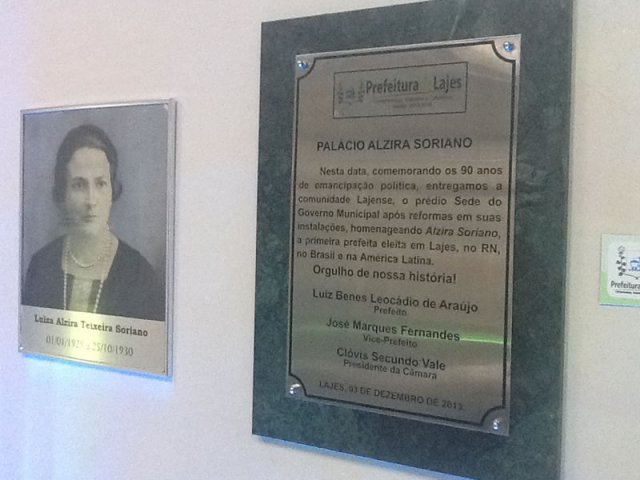 Luiza Alzira Teixeira Soriano
01/01/1929 a 25/10/1930
Prefeitura Lajes
PALÁCIO ALZIRA SORIANO
Nesta data, comemorando os 90 anos
de emancipação política, entregamos a
comunidade Lajense, o prédio Sede do
Governo Municipal após reformas em suas
instalações, homenageando Alzira Soriano,
a primeira prefeita eleita em Lajes, no RN,
no Brasil e na América Latina.
Orgulho de nossa história!
Luiz Benes Leocádio de Araújo
Prefeito
José Marques Fernandes
Vice-Prefeito
Clóvis Secundo Vale
Presidente da Câmara
LAJES, 03 DE DEZEMBRO DE 2013.
Prefeitura